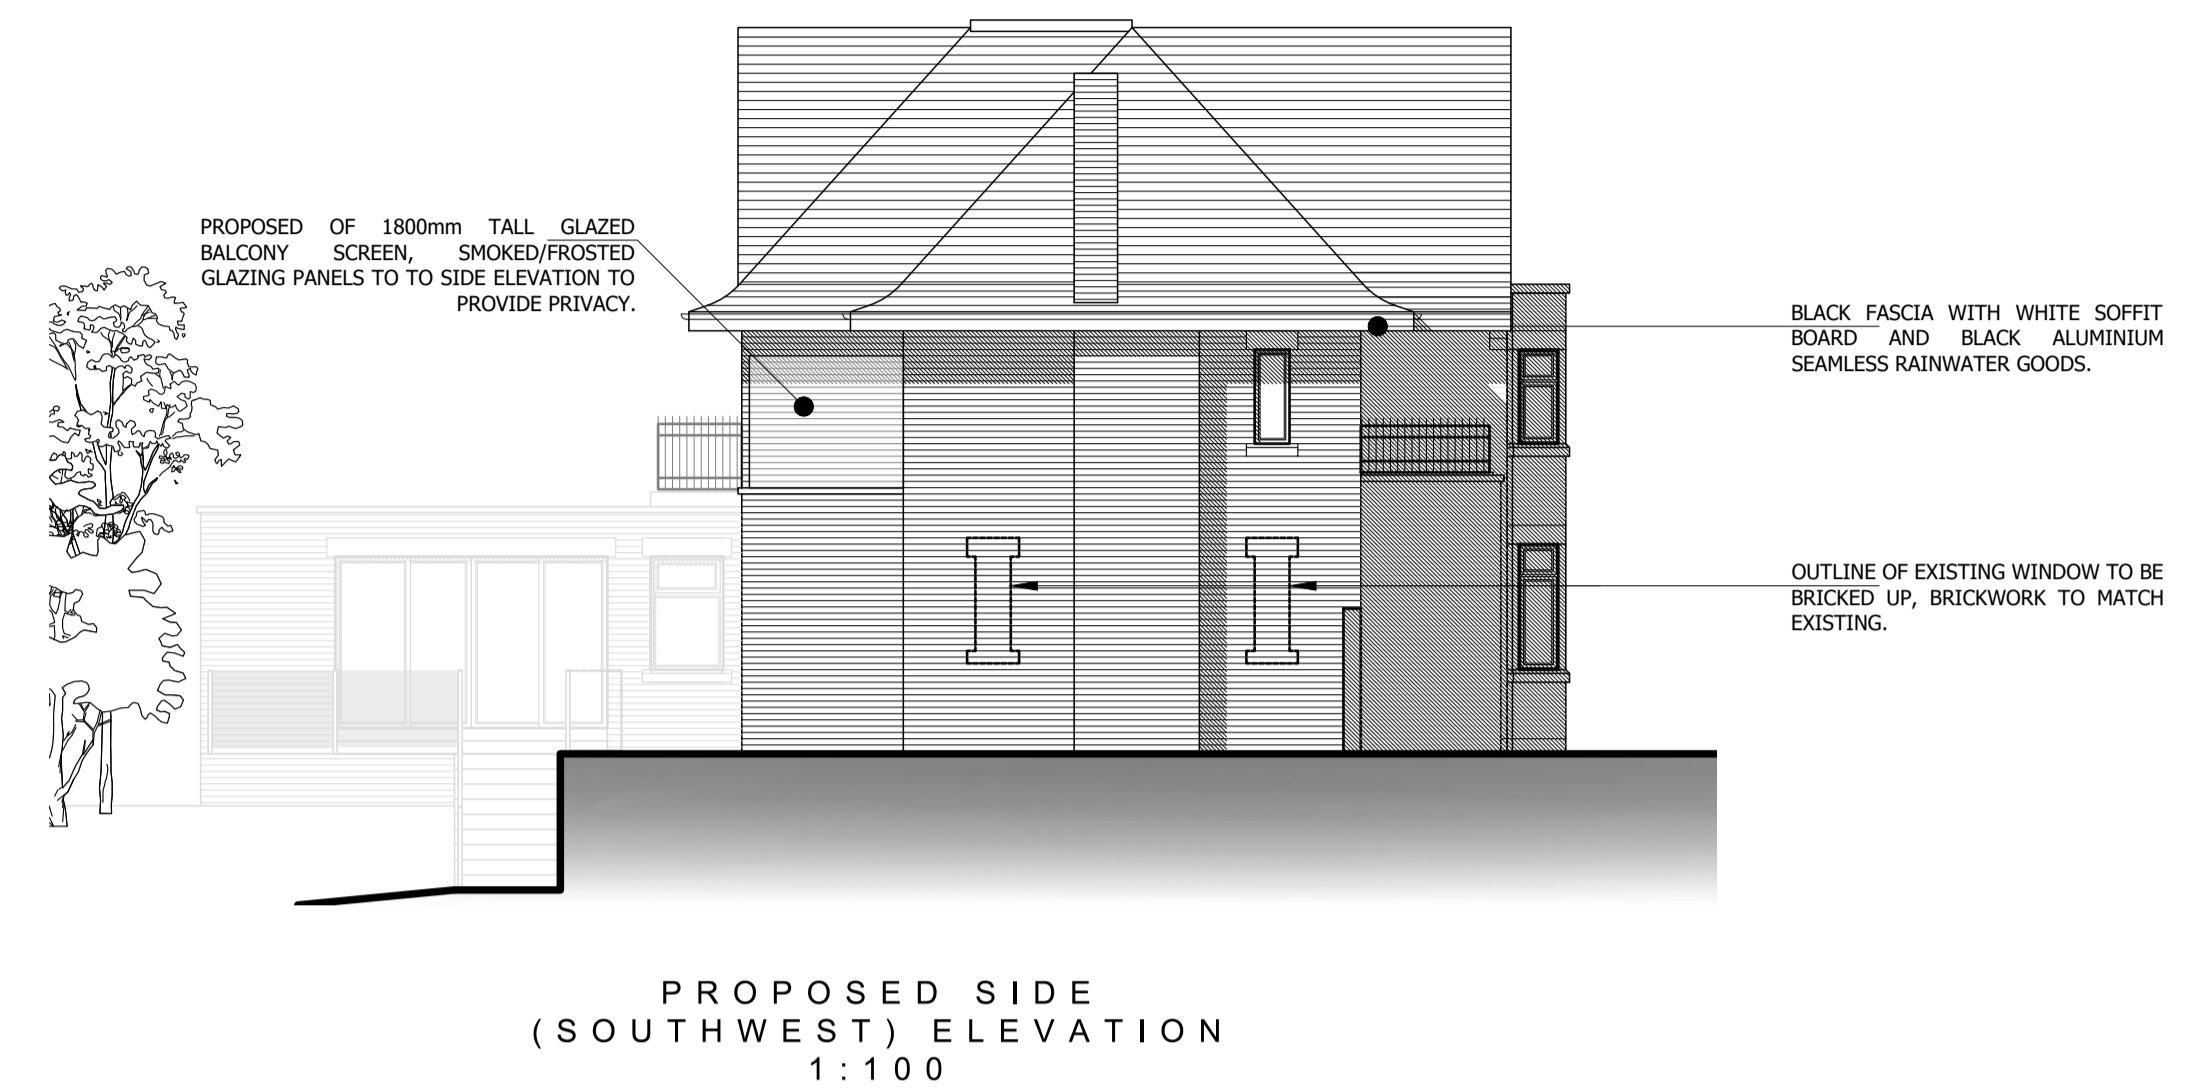 PROPOSED OF 1800mm TALL GLAZED
BALCONY SCREEN, SMOKED/FROSTED
GLAZING PANELS TO TO SIDE ELEVATION TO
PROVIDE PRIVACY.
BLACK FASCIA WITH WHITE SOFFIT
BOARD AND BLACK ALUMINIUM
SEAMLESS RAINWATER GOODS.
OUTLINE OF EXISTING WINDOW TO BE
BRICKED UP, BRICKWORK TO MATCH
EXISTING.
PROPOSED SIDE
(SOUTHWEST) ELEVATION
1:100